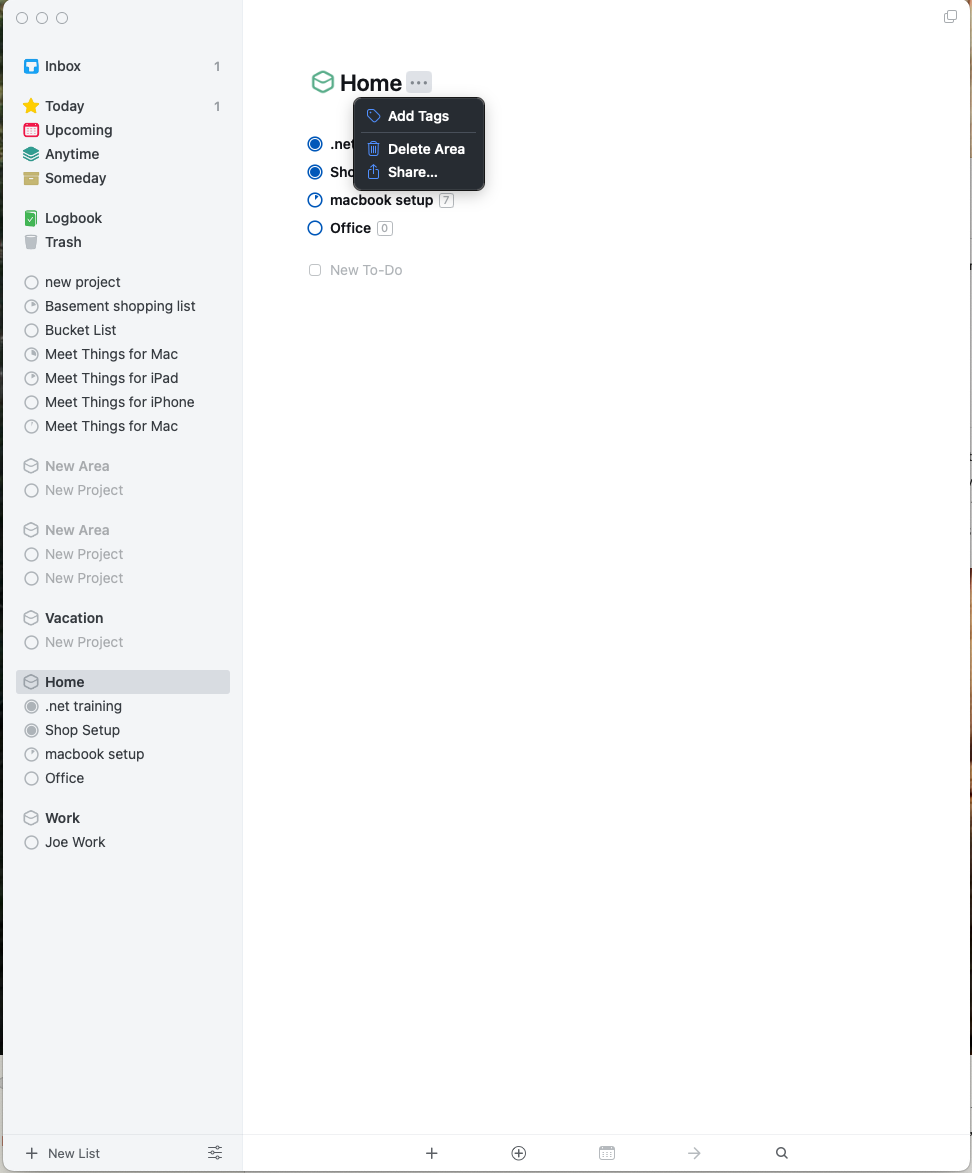 Inbox 1
Today 1
Upcoming
Anytime
Someday
Logbook
Trash
new project
Basement shopping list
Bucket List
Meet Things for Mac
Meet Things for iPad
Meet Things for iPhone
Meet Things for Mac
New Area
New Project
New Area
New Project
New Project
Vacation
New Project
Home
.net training
Shop Setup
macbook setup
Office
Work
Joe Work
New List
Home
Add Tags
Delete Area
Share...
.net
Sho
macbook setup 7
Office 0
New To-Do